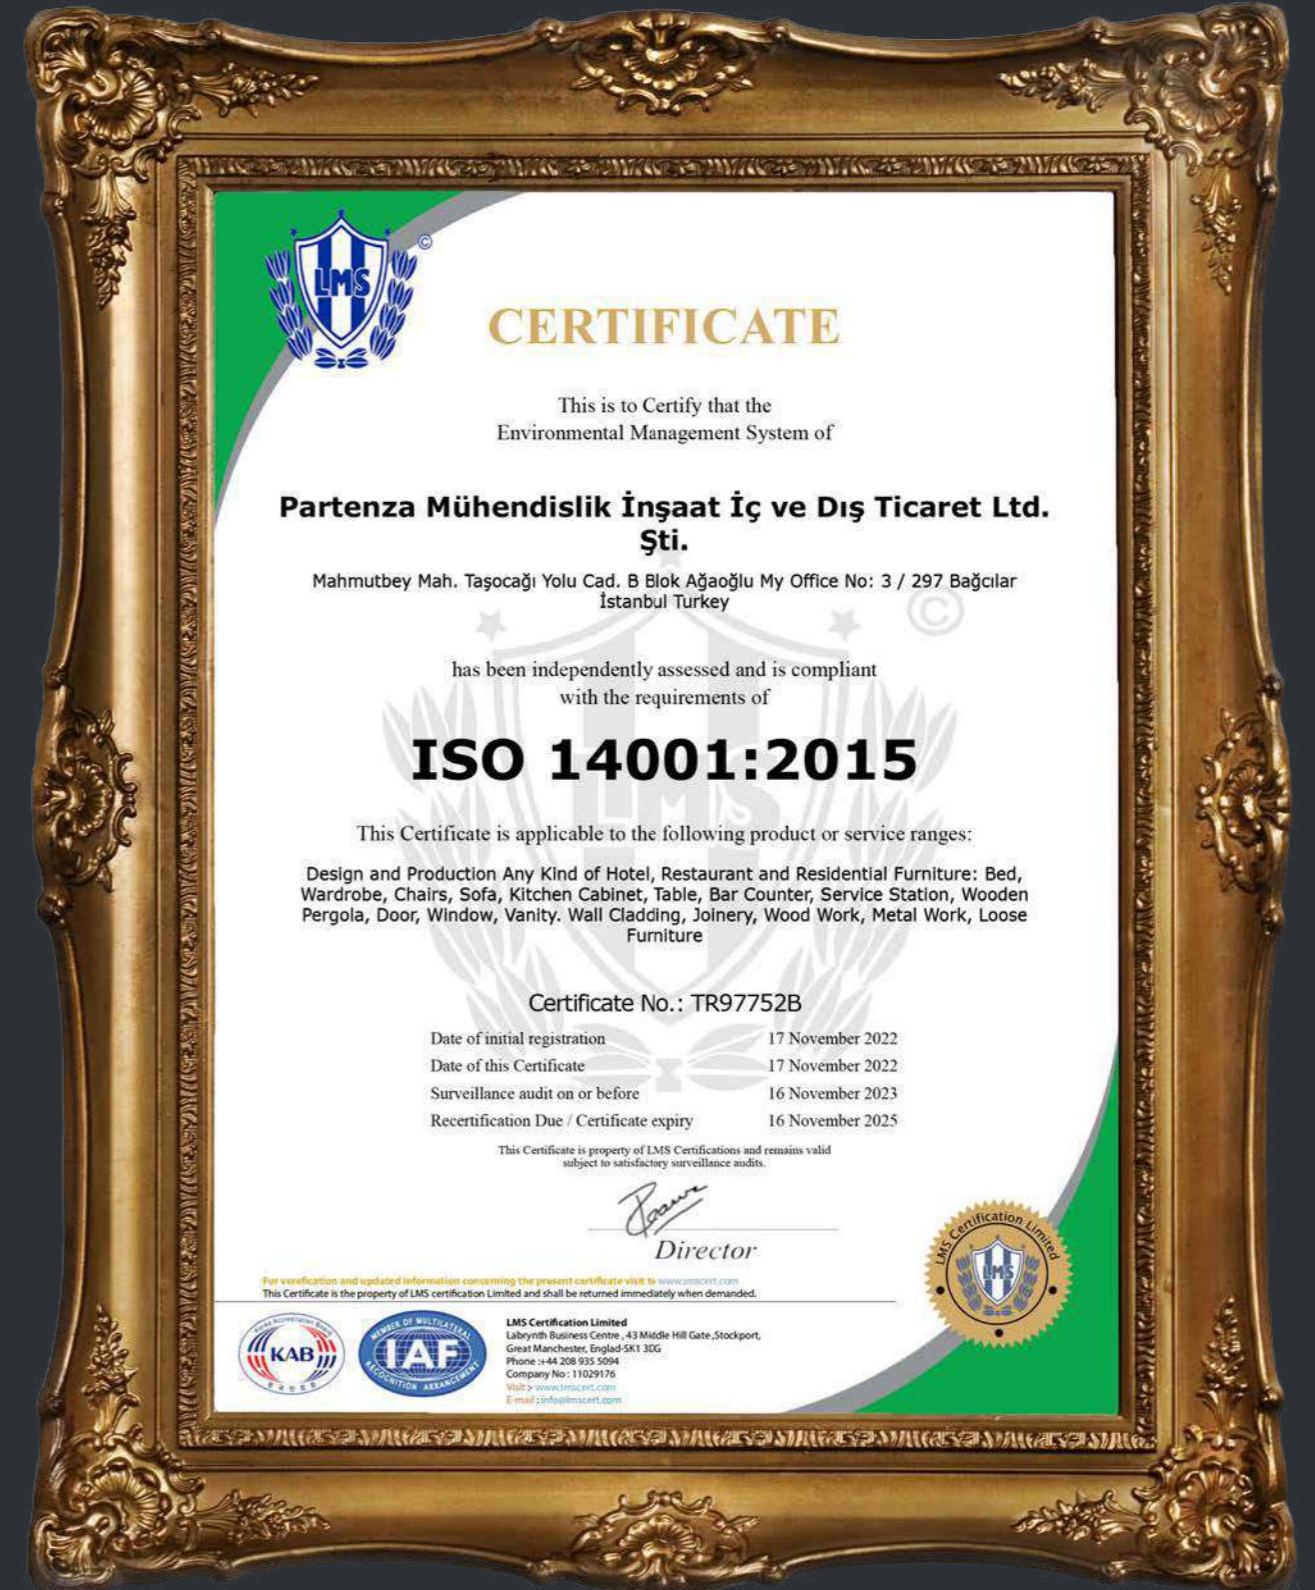 LMS
©
CERTIFICATE
This is to Certify that the
Environmental Management System of
Partenza Mühendislik İnşaat İç ve Dış Ticaret Ltd.
Şti.
Mahmutbey Mah. Taşocağı Yolu Cad. B Blok Ağaoğlu My Office No: 3 / 297 Bağcılar
İstanbul Turkey
©
has been independently assessed and is compliant
with the requirements of
ISO 14001:2015
LMS
This Certificate is applicable to the following product or service ranges:
Design and Production Any Kind of Hotel, Restaurant and Residential Furniture: Bed,
Wardrobe, Chairs, Sofa, Kitchen Cabinet, Table, Bar Counter, Service Station, Wooden
Pergola, Door, Window, Vanity. Wall Cladding, Joinery, Wood Work, Metal Work, Loose
Furniture
Certificate No.: TR97752B
Date of initial registration 17 November 2022
Date of this Certificate 17 November 2022
Surveillance audit on or before 16 November 2023
Recertification Due / Certificate expiry 16 November 2025
This Certificate is property of LMS Certifications and remains valid
subject to satisfactory surveillance audits.
Director
LMS Certification Limited
LMS
For verefication and updated information concerning the present certificate visit to www.lmscert.com
This Certificate is the property of LMS certification Limited and shall be returned immediately when demanded.
Korea Accreditation Board
KAB
MEMBER OF MULTILATERAL
IAF
RECOGNITION ARRANGEMENT
LMS Certification Limited
Labrynth Business Centre , 43 Middle Hill Gate ,Stockport,
Great Manchester, Englad-SK1 3DG
Phone :+44 208 935 5094
Company No : 11029176
Visit > www.lmscert.com
E-mail : info@lmscert.com